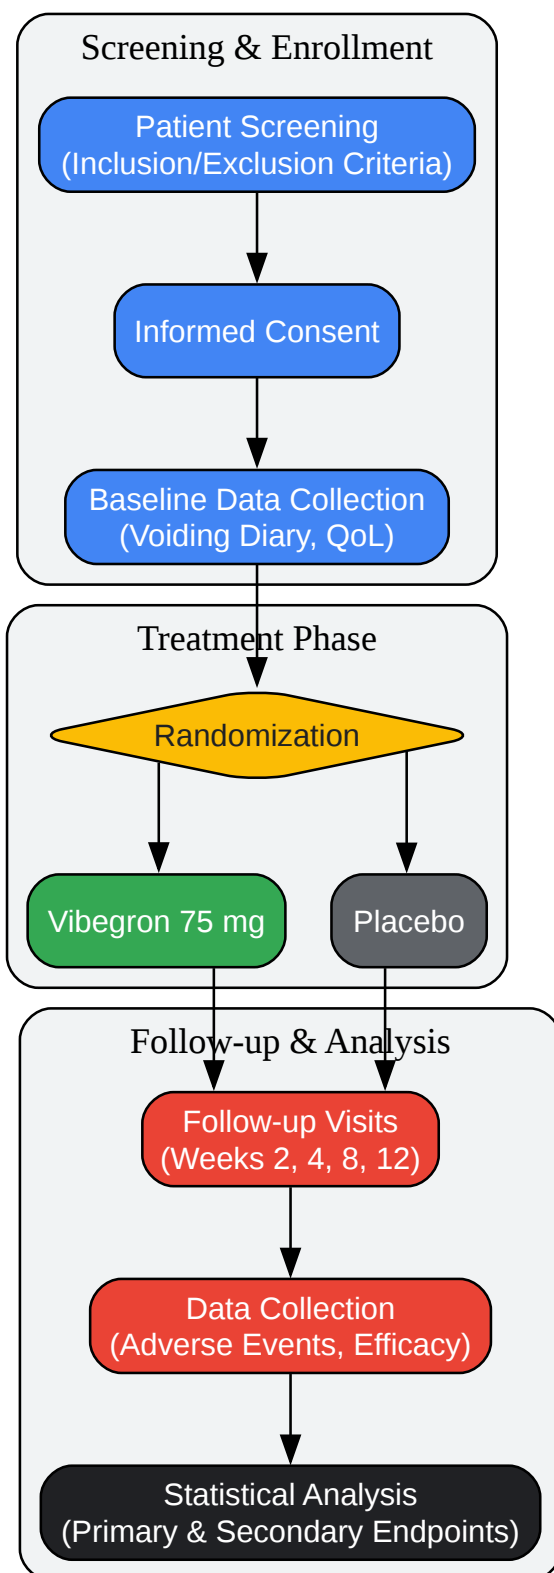 Screening & Enrollment
Patient Screening
(Inclusion/Exclusion Criteria)
Informed Consent
Baseline Data Collection
(Voiding Diary, QoL)
Treatment Phase
Randomization
Vibegron 75 mg
Placebo
Follow-up & Analysis
Follow-up Visits
(Weeks 2, 4, 8, 12)
Data Collection
(Adverse Events, Efficacy)
Statistical Analysis
(Primary & Secondary Endpoints)